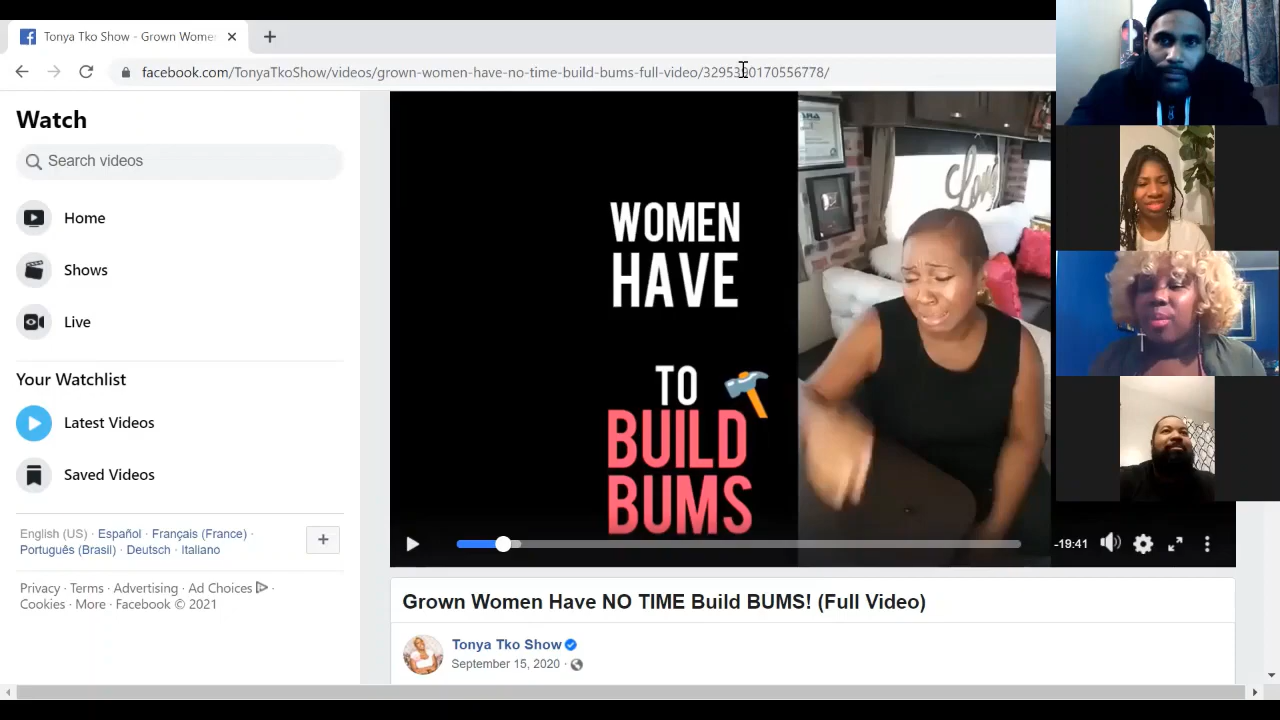 Tonya Tko Show - Grown Wome
facebook.com/TonyaTkoShow/videos/grown-women-have-no-time-build-bums-full-video/
Watch
Search videos
Home
Shows
Live
Your Watchlist
Latest Videos
Saved Videos
English (US) · Español · Français (France) ·
Português (Brasil) · Deutsch · Italiano
Privacy · Terms · Advertising · Ad Choices ·
Cookies · More · Facebook © 2021
WOMEN
HAVE
TO
BUILD
BUMS
Love
-19:41
Grown Women Have NO TIME Build BUMS! (Full Video)
Tonya Tko Show
September 15, 2020 ·